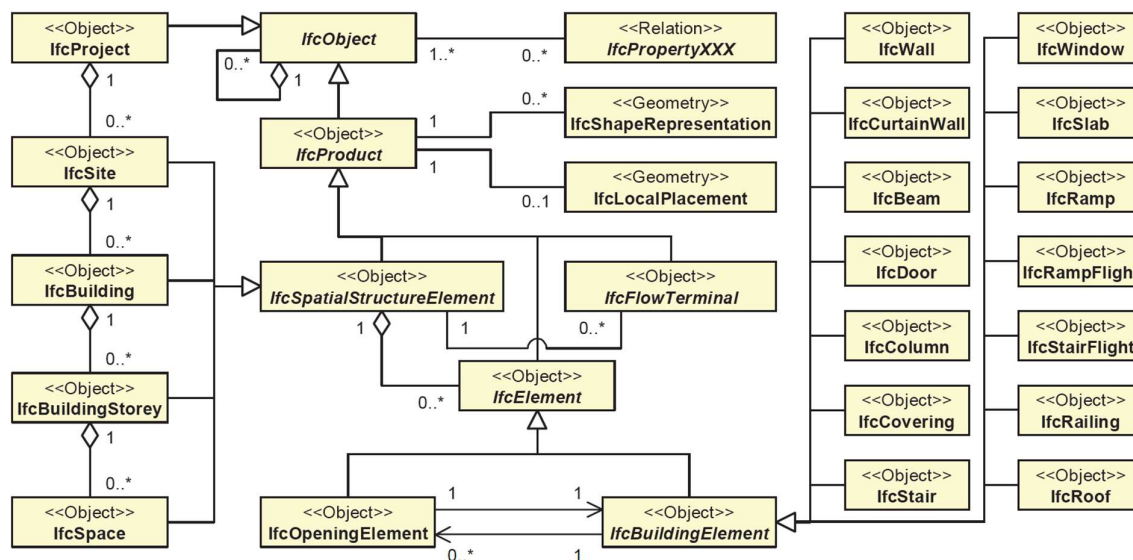 <<Object>>
IfcProject
1
0..*
<<Object>>
IfcSite
1
0..*
<<Object>>
IfcBuilding
1
0..*
<<Object>>
IfcBuildingStorey
1
0..*
<<Object>>
IfcSpace
<<Object>>
IfcObject
0..*
1
1..*
0..*
<<Relation>>
IfcPropertyXXX
<<Object>>
IfcProduct
1
0..*
<<Geometry>>
IfcShapeRepresentation
1
0..1
<<Geometry>>
IfcLocalPlacement
<<Object>>
IfcSpatialStructureElement
1
1
0..*
<<Object>>
IfcFlowTerminal
0..*
<<Object>>
IfcElement
<<Object>>
IfcOpeningElement
1
1
0..*
1
<<Object>>
IfcBuildingElement
<<Object>>
IfcWall
<<Object>>
IfcCurtainWall
<<Object>>
IfcBeam
<<Object>>
IfcDoor
<<Object>>
IfcColumn
<<Object>>
IfcCovering
<<Object>>
IfcStair
<<Object>>
IfcWindow
<<Object>>
IfcSlab
<<Object>>
IfcRamp
<<Object>>
IfcRampFligh
<<Object>>
IfcStairFlight
<<Object>>
IfcRailing
<<Object>>
IfcRoof